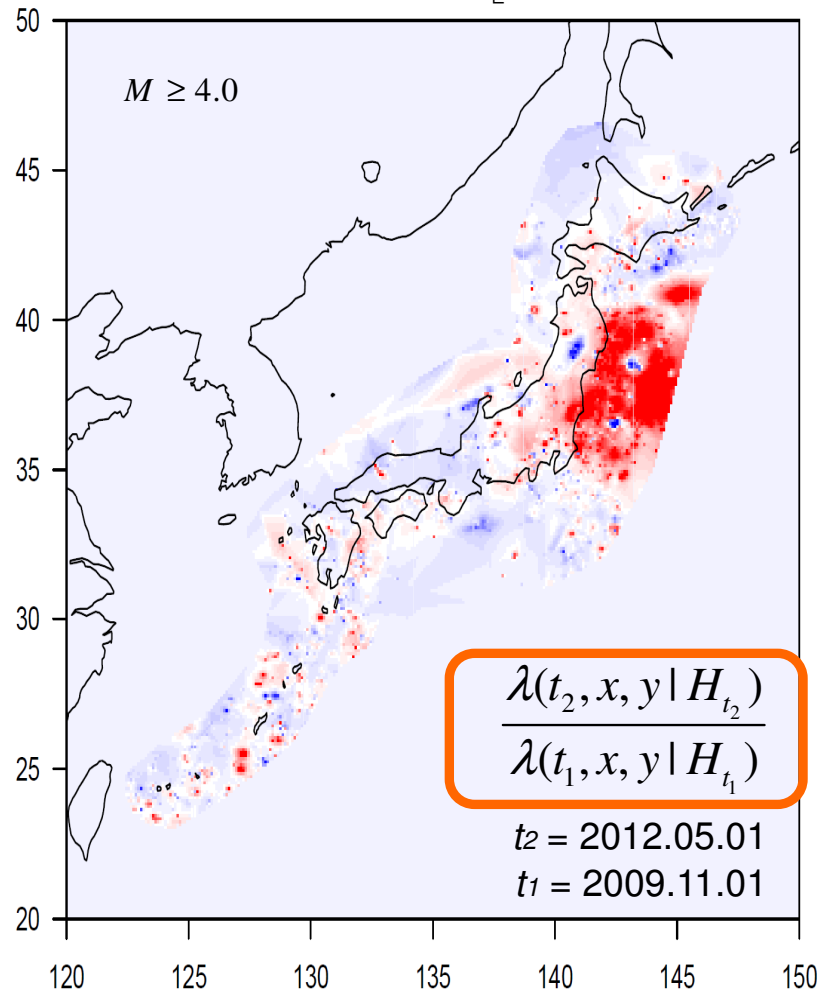 M ≥ 4.0
50
45
40
35
30
25
20
λ(t₂, x, y | H_{t₂})
λ(t₁, x, y | H_{t₁})
t₂ = 2012.05.01
t₁ = 2009.11.01
120 125 130 135 140 145 150